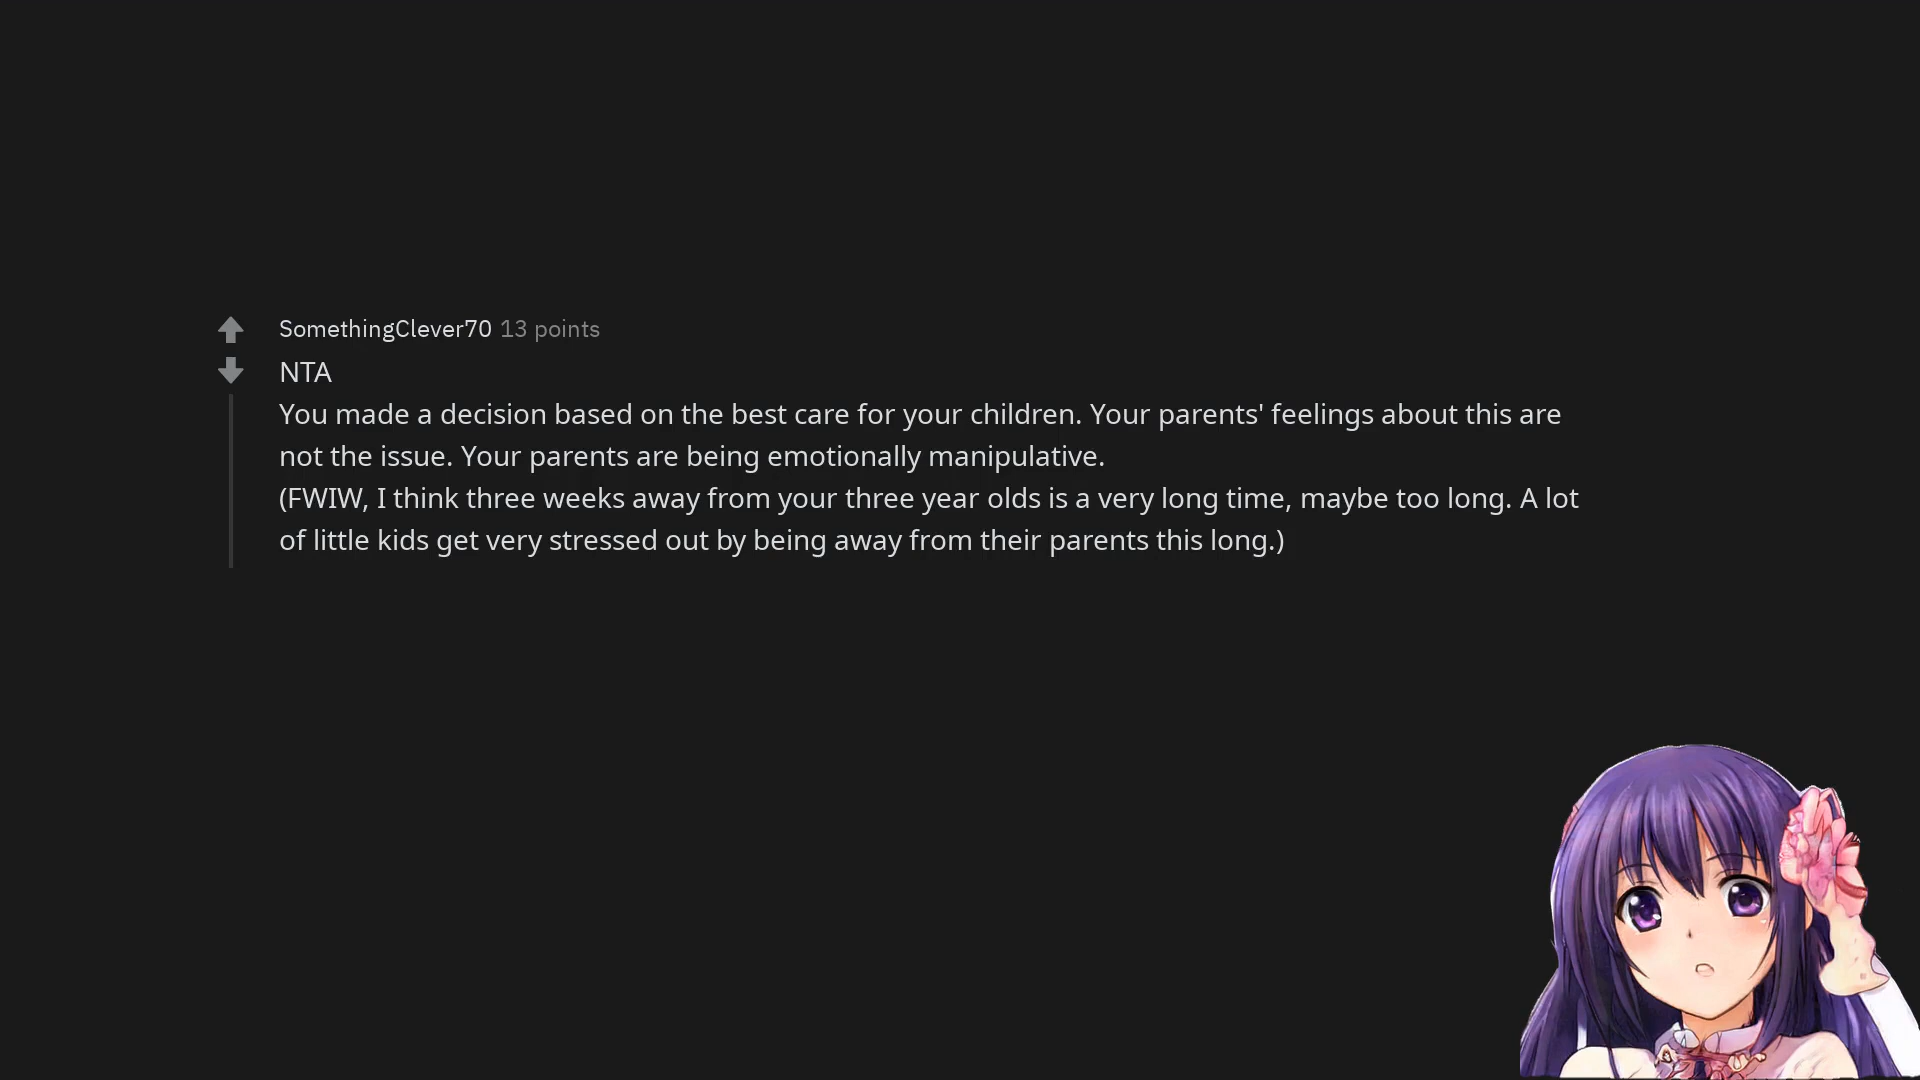 SomethingClever70 13 points
NTA
You made a decision based on the best care for your children. Your parents' feelings about this are
not the issue. Your parents are being emotionally manipulative.
(FWIW, I think three weeks away from your three year olds is a very long time, maybe too long. A lot
of little kids get very stressed out by being away from their parents this long.)